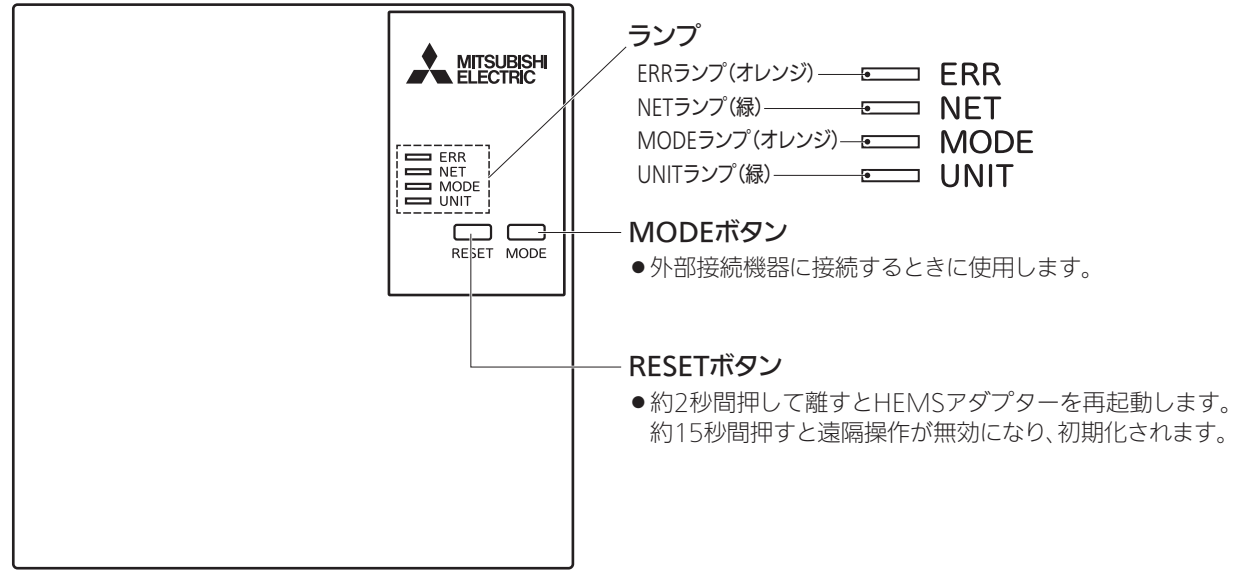 MITSUBISHI
ELECTRIC
ERR
NET
MODE
UNIT
RESET MODE
ランプ
ERRランプ(オレンジ) ERR
NETランプ(緑) NET
MODEランプ(オレンジ) MODE
UNITランプ(緑) UNIT
MODEボタン
●外部接続機器に接続するときに使用します。
RESETボタン
●約2秒間押して離すとHEMSアダプターを再起動します。
約15秒間押すと遠隔操作が無効になり、初期化されます。